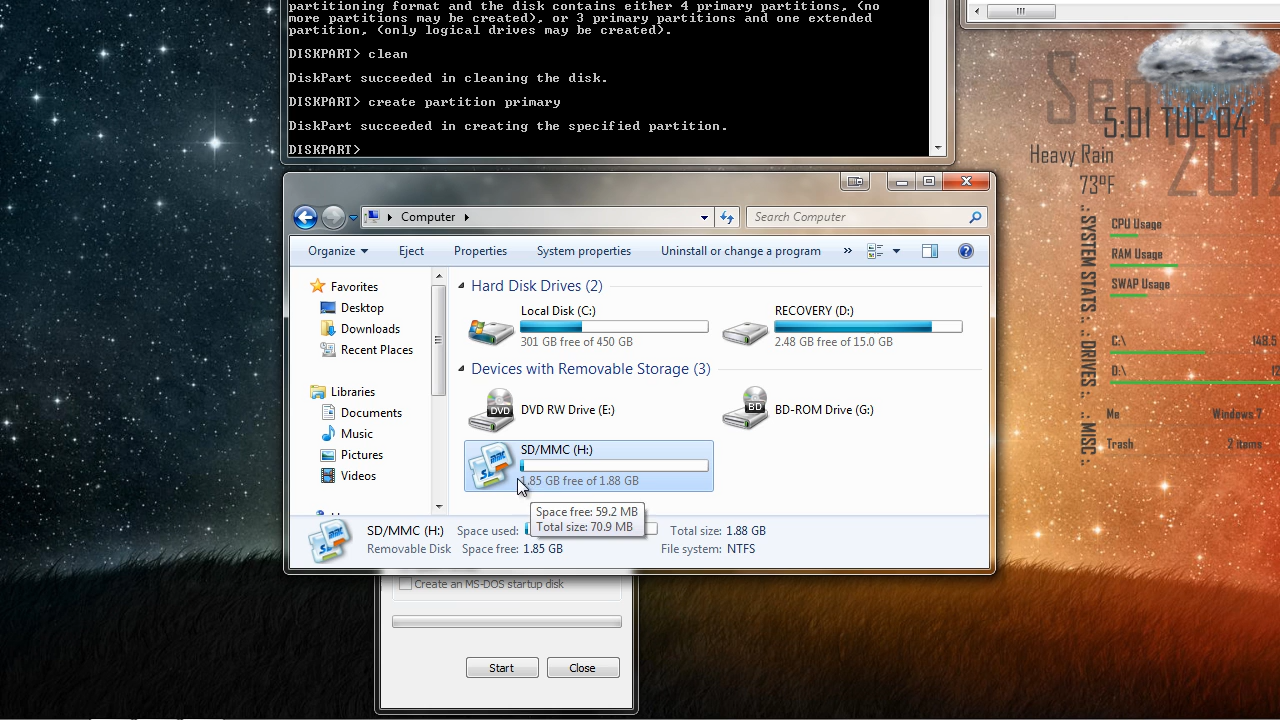 partitioning format and the disk contains either 4 primary partitions, (no
more partitions may be created), or 3 primary partitions and one extended
partition, (only logical drives may be created).
DISKPART> clean
DiskPart succeeded in cleaning the disk.
DISKPART> create partition primary
DiskPart succeeded in creating the specified partition.
DISKPART>
5:01 TUE 04
2012
Heavy Rain
73°F
Computer
Search Computer
Organize
Eject
Properties
System properties
Uninstall or change a program
»
Favorites
Desktop
Downloads
Recent Places
Libraries
Documents
Music
Pictures
Videos
Hard Disk Drives (2)
Local Disk (C:)
301 GB free of 450 GB
RECOVERY (D:)
2.48 GB free of 15.0 GB
Devices with Removable Storage (3)
DVD
DVD RW Drive (E:)
BD
BD-ROM Drive (G:)
SD/MMC (H:)
1.85 GB free of 1.88 GB
Space free: 59.2 MB
Total size: 70.9 MB
SD/MMC (H:)
Space used:
Total size: 1.88 GB
Removable Disk
Space free: 1.85 GB
File system: NTFS
.: SYSTEM STATS :.
CPU Usage
RAM Usage
SWAP Usage
.: DRIVES :.
C:\
148.5
D:\
12
.: MISC :.
Me
Windows 7
Trash
2 items
Create an MS-DOS startup disk
Start
Close